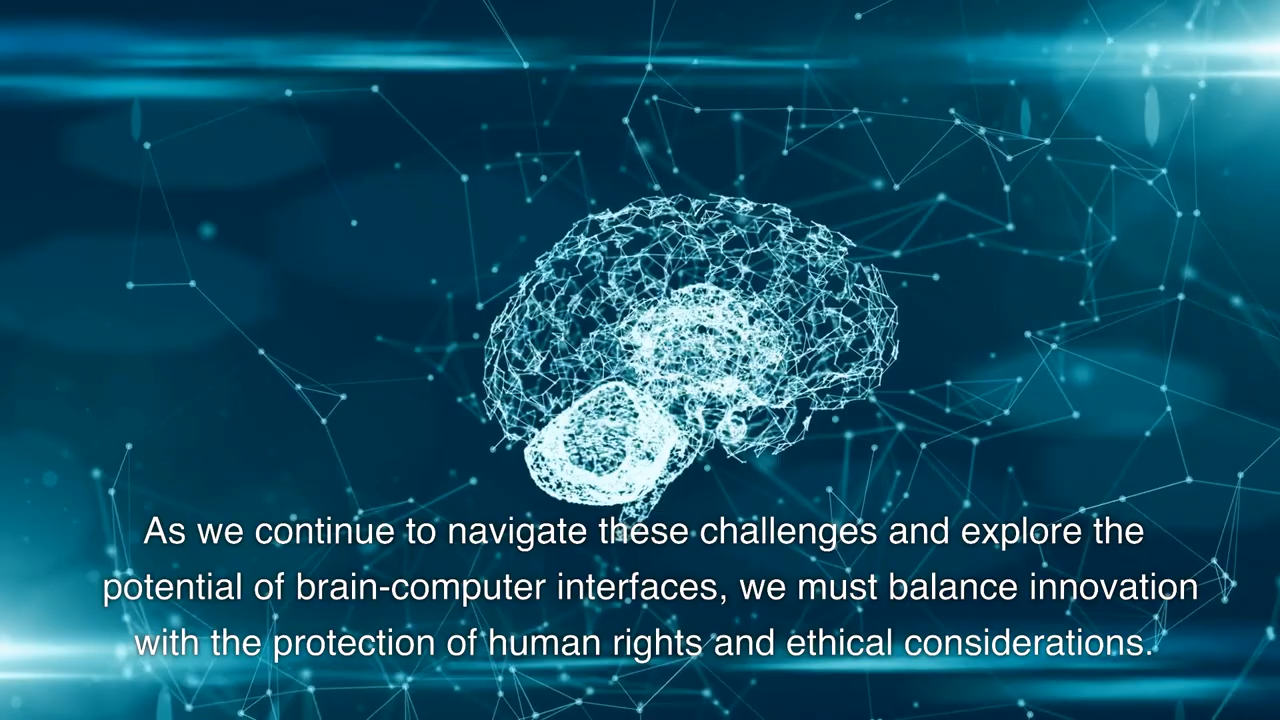 As we continue to navigate these challenges and explore the
potential of brain-computer interfaces, we must balance innovation
with the protection of human rights and ethical considerations.